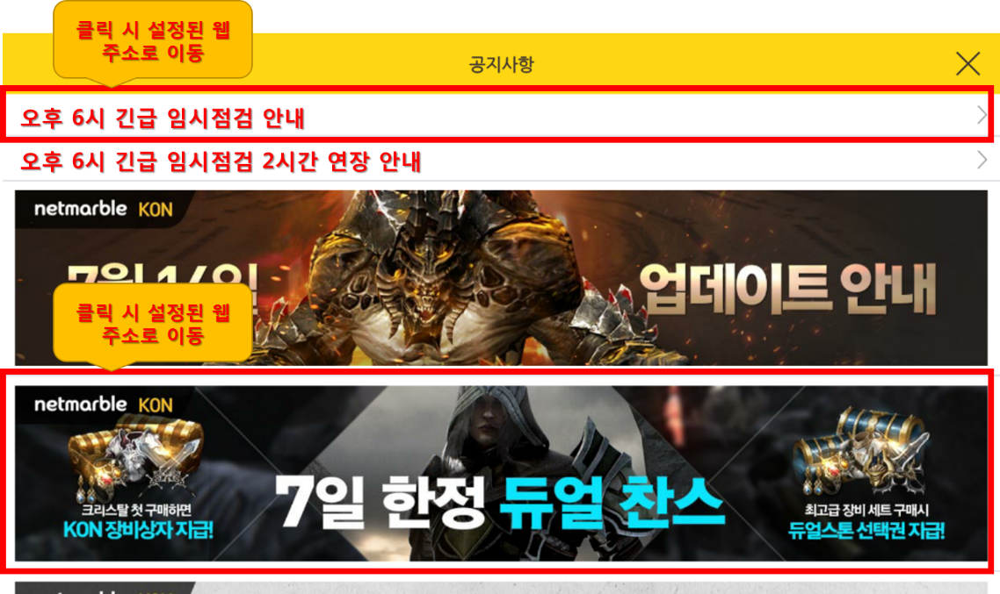 클릭 시 설정된 웹
주소로 이동
공지사항
오후 6시 긴급 임시점검 안내
오후 6시 긴급 임시점검 2시간 연장 안내
netmarble KON
업데이트 안내
클릭 시 설정된 웹
주소로 이동
netmarble KON
7일 한정 듀얼 찬스
크리스탈 첫 구매하면
KON 장비상자 지급!
최고급 장비 세트 구매시
듀얼스톤 선택권 지급!